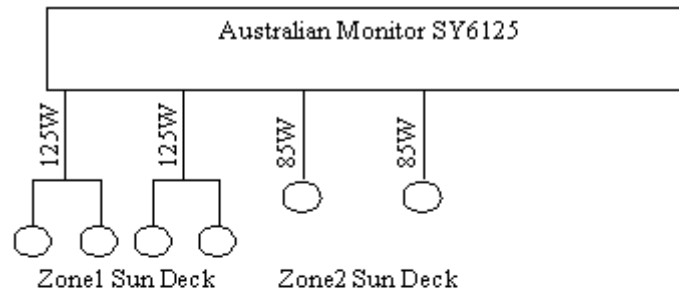 Australian Monitor SY6125
125W
125W
85W
85W
Zone1 Sun Deck
Zone2 Sun Deck